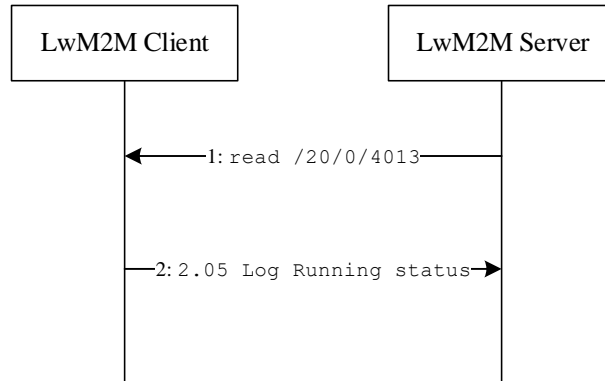 LwM2M Client
LwM2M Server
1: read /20/0/4013
2: 2.05 Log Running status